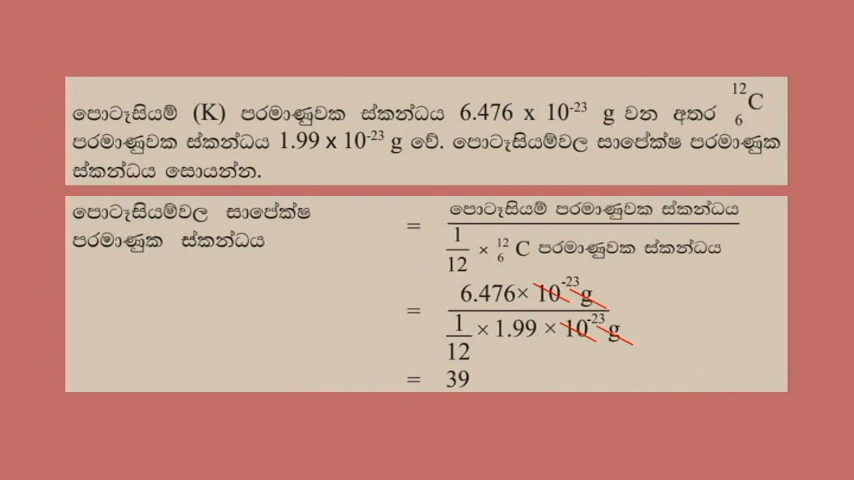 පොටෑසියම් (K) පරමාණුවක ස්කන්ධය 6.476 x 10⁻²³ g වන අතර ¹²₆C
පරමාණුවක ස්කන්ධය 1.99 x 10⁻²³ g වේ. පොටෑසියම්වල සාපේක්ෂ පරමාණුක
ස්කන්ධය සොයන්න.
පොටෑසියම්වල සාපේක්ෂ
පරමාණුක ස්කන්ධය
= පොටෑසියම් පරමාණුවක ස්කන්ධය
1/12 × ¹²₆C පරමාණුවක ස්කන්ධය
= 6.476× 10⁻²³ g
1/12 × 1.99 × 10⁻²³ g
= 39